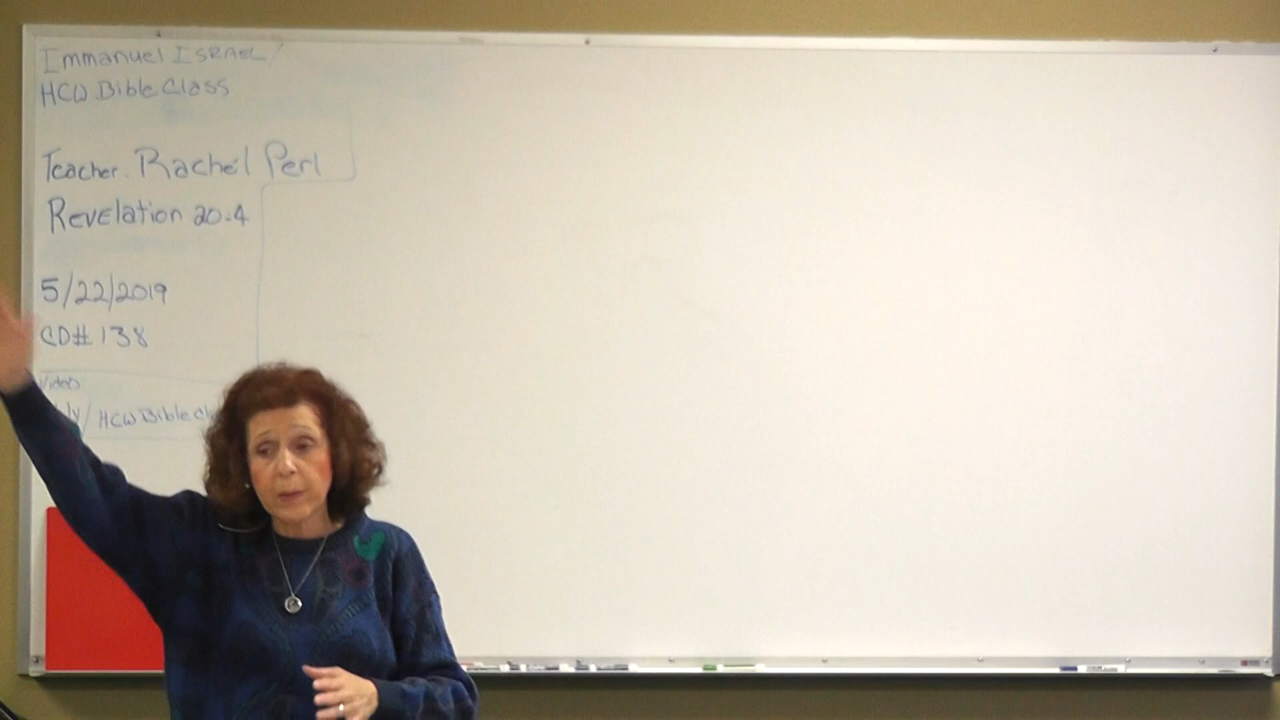 Immanuel ISRAEL/
HCW Bible Class
Teacher. Rachel Perl
Revelation 20:4
5/22/2019
CD# 138
Video
/ HCW Bible